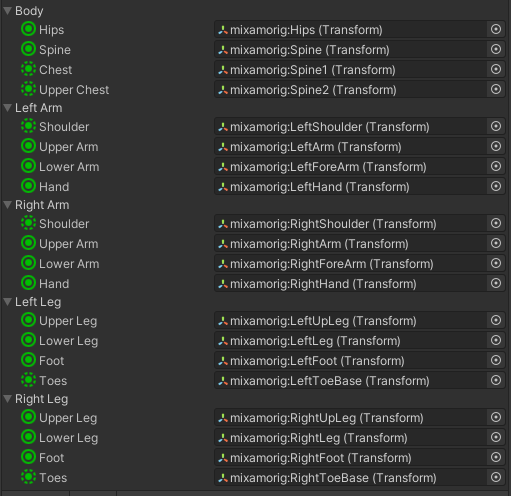 Body
Hips mixamorig:Hips (Transform)
Spine mixamorig:Spine (Transform)
Chest mixamorig:Spine1 (Transform)
Upper Chest mixamorig:Spine2 (Transform)
Left Arm
Shoulder mixamorig:LeftShoulder (Transform)
Upper Arm mixamorig:LeftArm (Transform)
Lower Arm mixamorig:LeftForeArm (Transform)
Hand mixamorig:LeftHand (Transform)
Right Arm
Shoulder mixamorig:RightShoulder (Transform)
Upper Arm mixamorig:RightArm (Transform)
Lower Arm mixamorig:RightForeArm (Transform)
Hand mixamorig:RightHand (Transform)
Left Leg
Upper Leg mixamorig:LeftUpLeg (Transform)
Lower Leg mixamorig:LeftLeg (Transform)
Foot mixamorig:LeftFoot (Transform)
Toes mixamorig:LeftToeBase (Transform)
Right Leg
Upper Leg mixamorig:RightUpLeg (Transform)
Lower Leg mixamorig:RightLeg (Transform)
Foot mixamorig:RightFoot (Transform)
Toes mixamorig:RightToeBase (Transform)